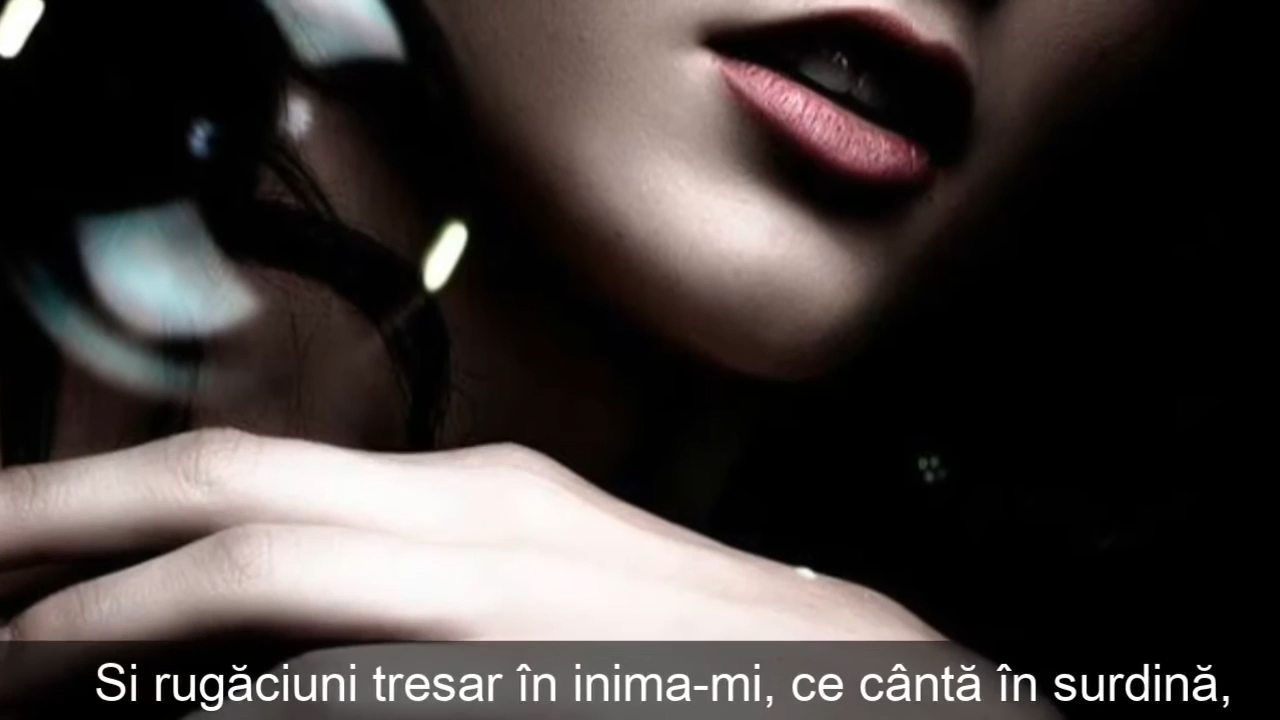 Si rugăciuni tresar în inima-mi, ce cântă în surdină,